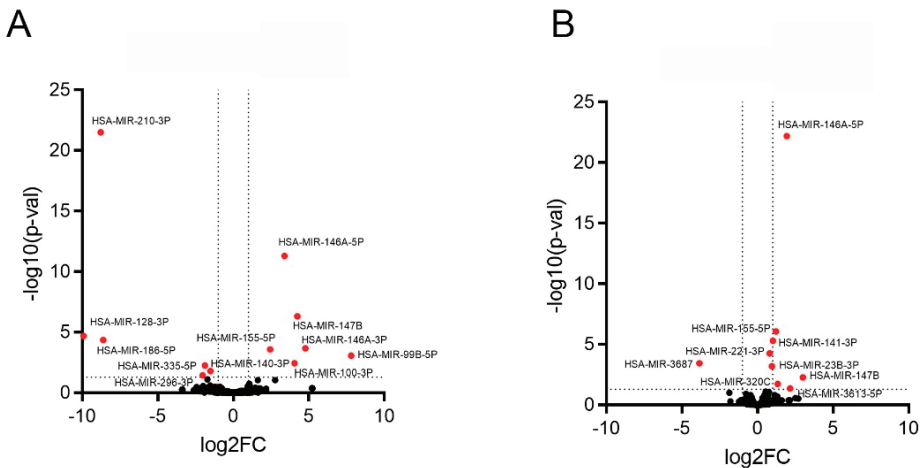 A
25
20
15
10
5
0
-10
-5
0
5
10
-log10(p-val)
log2FC
HSA-MIR-210-3P
HSA-MIR-146A-5P
HSA-MIR-128-3P
HSA-MIR-147B
HSA-MIR-155-5P
HSA-MIR-146A-3P
HSA-MIR-186-5P
HSA-MIR-99B-5P
HSA-MIR-335-5P
HSA-MIR-140-3P
HSA-MIR-100-3P
HSA-MIR-296-3P
B
25
20
15
10
5
0
-10
-5
0
5
10
-log10(p-val)
log2FC
HSA-MIR-146A-5P
HSA-MIR-155-5P
HSA-MIR-141-3P
HSA-MIR-221-3P
HSA-MIR-3687
HSA-MIR-23B-3P
HSA-MIR-147B
HSA-MIR-320C
HSA-MIR-3613-5P